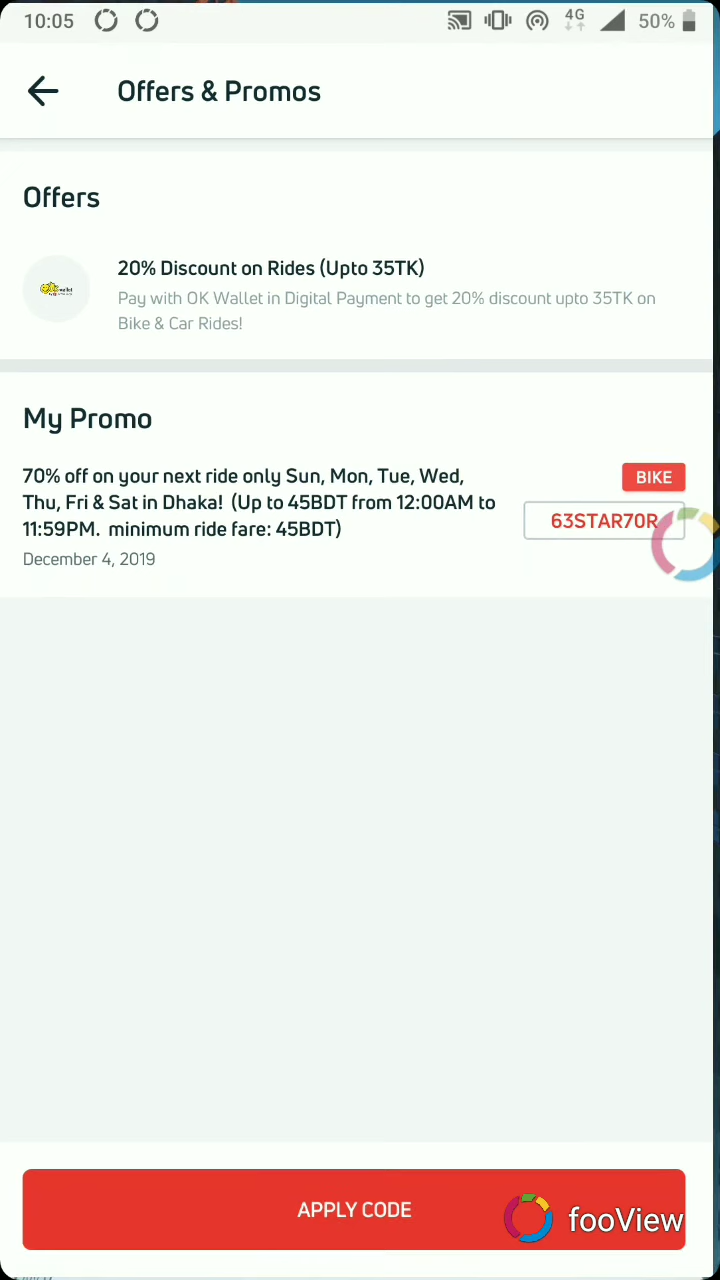 10:05
4G
50%
Offers & Promos
Offers
20% Discount on Rides (Upto 35TK)
Pay with OK Wallet in Digital Payment to get 20% discount upto 35TK on
Bike & Car Rides!
My Promo
70% off on your next ride only Sun, Mon, Tue, Wed,
Thu, Fri & Sat in Dhaka! (Up to 45BDT from 12:00AM to
11:59PM. minimum ride fare: 45BDT)
December 4, 2019
BIKE
63STAR70R
APPLY CODE
fooView